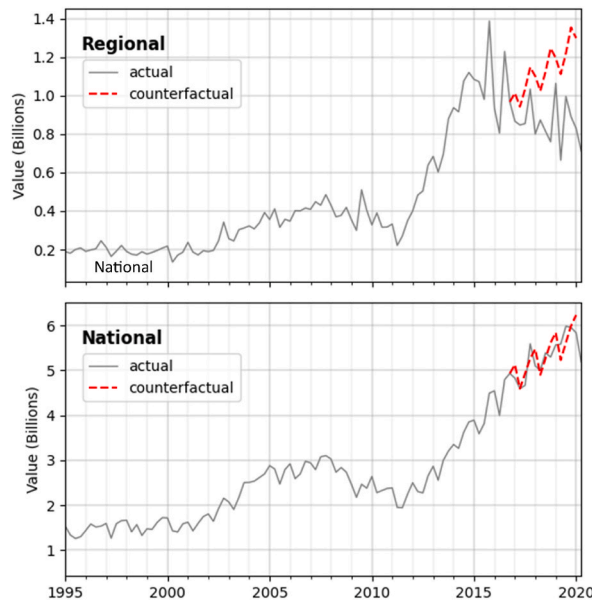 1.4
Regional
actual
1.2
counterfactual
1.0
Value (Billions)
0.8
0.6
0.4
0.2
National
6
National
actual
5
counterfactual
4
Value (Billions)
3
2
1
1995 2000 2005 2010 2015 2020